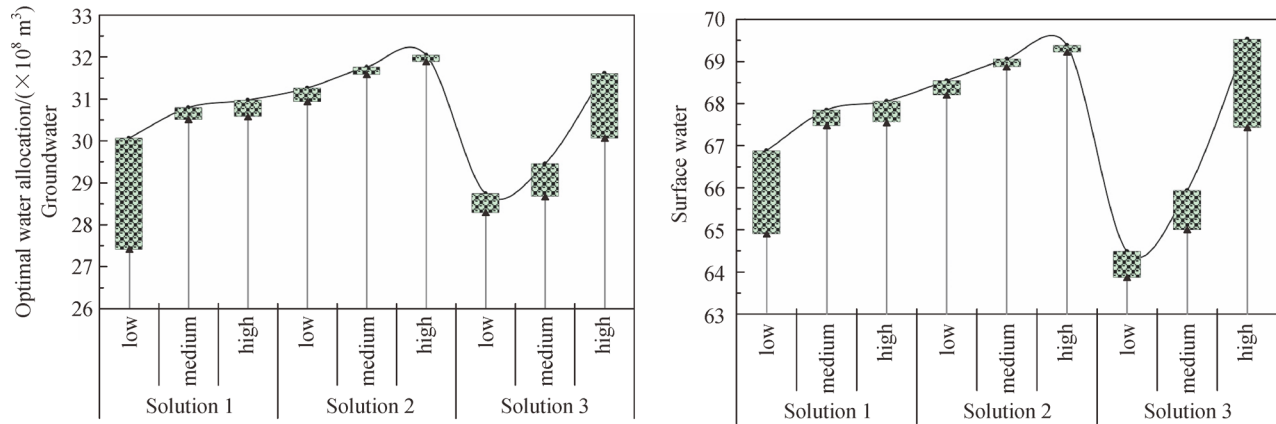 Optimal water allocation/(×10⁸ m³)
Groundwater
33
32
31
30
29
28
27
26
low
medium
high
low
medium
high
low
medium
high
Solution 1
Solution 2
Solution 3
Surface water
70
69
68
67
66
65
64
63
low
medium
high
low
medium
high
low
medium
high
Solution 1
Solution 2
Solution 3